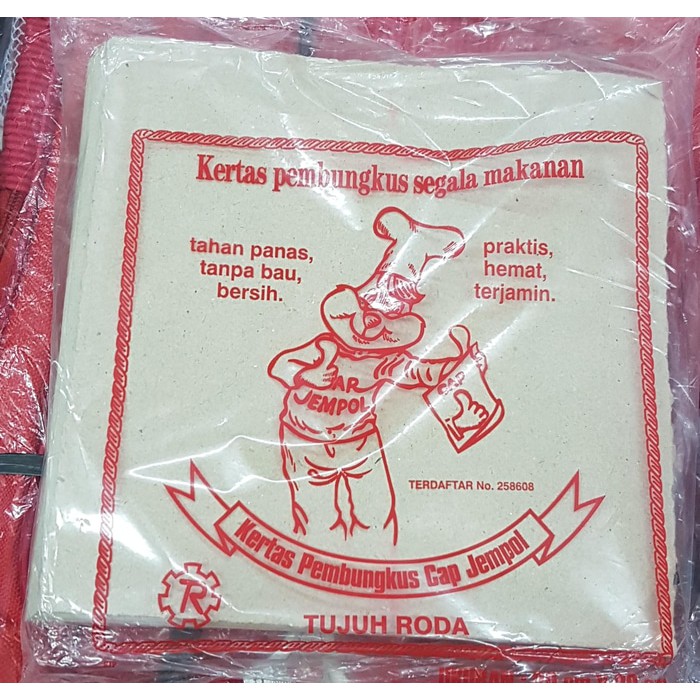 Kertas pembungkus segala makanan
tahan panas,
tanpa bau,
bersih.
praktis,
hemat,
terjamin.
JEMPOL
CAP
TERDAFTAR No. 258608
Kertas Pembungkus Cap Jempol
R
TUJUH RODA